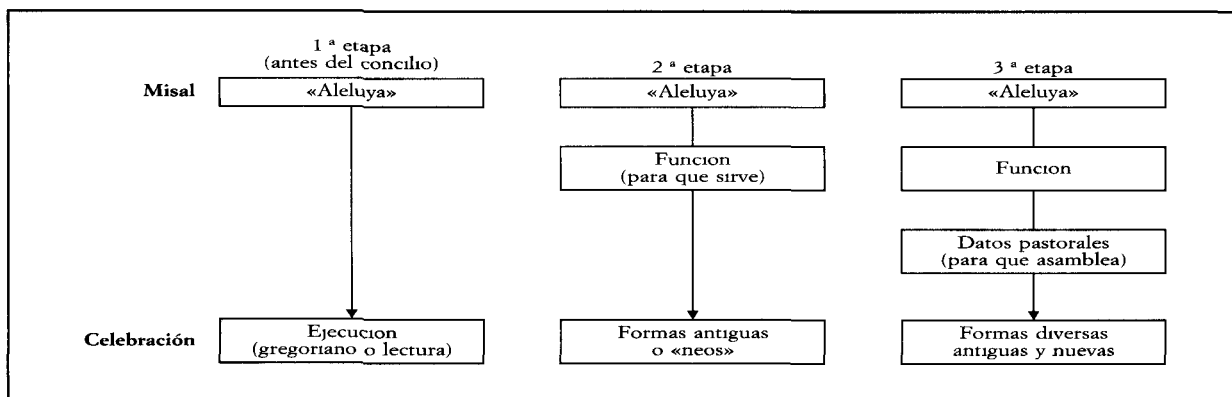 1 ª etapa
(antes del concilio)
2 ª etapa
3 ª etapa
Misal
«Aleluya»
«Aleluya»
«Aleluya»
Funcion
(para que sirve)
Funcion
Datos pastorales
(para que asamblea)
Celebración
Ejecucion
(gregoriano o lectura)
Formas antiguas
o «neos»
Formas diversas
antiguas y nuevas